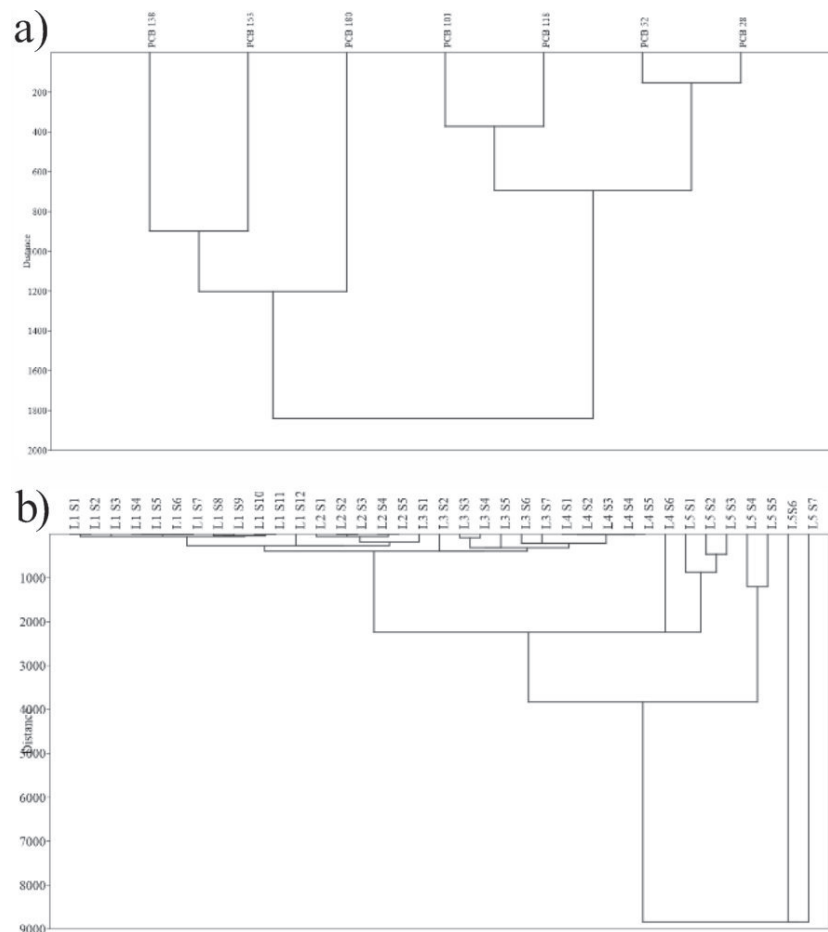 a)
PCB 138
PCB 153
PCB 180
PCB 101
PCB 118
PCB 52
PCB 28
200
400
600
800
1000
1200
1400
1600
1800
2000
Distance
b)
L1 S1
L1 S2
L1 S3
L1 S4
L1 S5
L1 S6
L1 S7
L1 S8
L1 S9
L1 S10
L1 S11
L1 S12
L2 S1
L2 S2
L2 S3
L2 S4
L2 S5
L3 S1
L3 S2
L3 S3
L3 S4
L3 S5
L3 S6
L3 S7
L4 S1
L4 S2
L4 S3
L4 S4
L4 S5
L4 S6
L5 S1
L5 S2
L5 S3
L5 S4
L5 S5
L5S6
L5 S7
1000
2000
3000
4000
5000
6000
7000
8000
9000
Distance